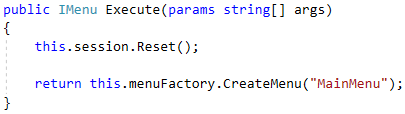 public IMenu Execute(params string[] args)
{
    this.session.Reset();
    return this.menuFactory.CreateMenu("MainMenu");
}